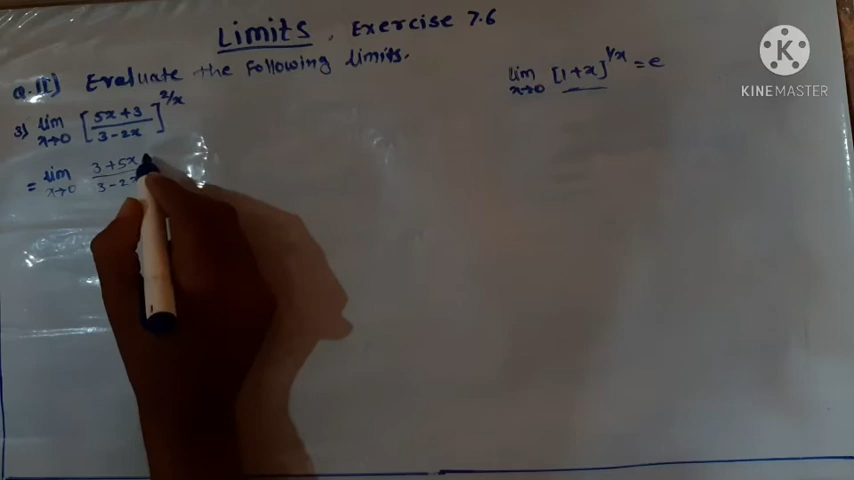 Limits, Exercise 7.6
Q.II] Evaluate the following limits.
lim x→0 [1+x]^1/x = e
3) lim x→0 [5x+3 / 3-2x]^2/x
= lim x→0 3+5x / 3-2x
KINEMASTER